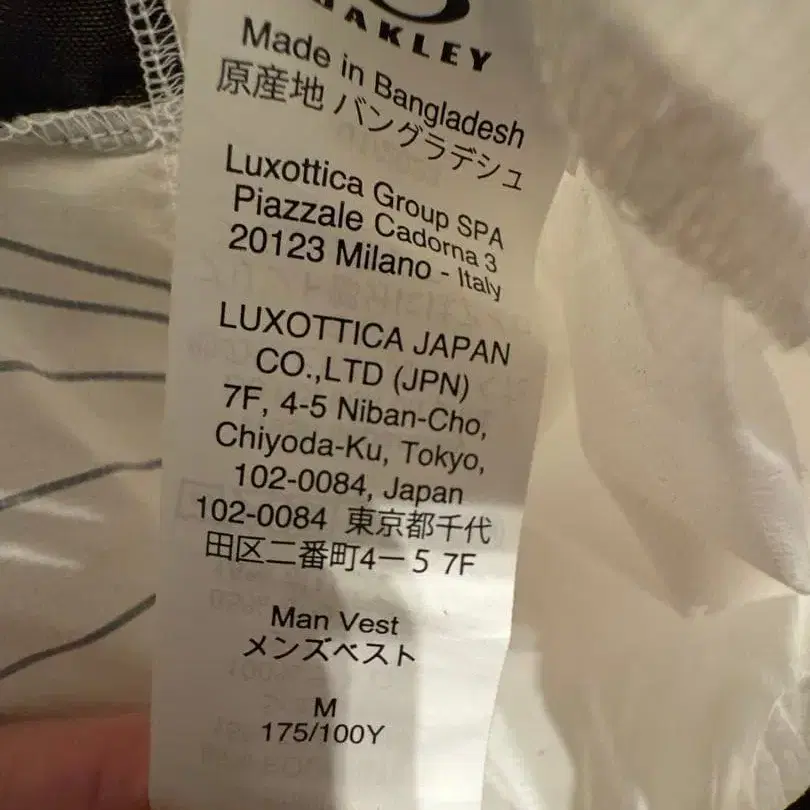 OAKLEY
Made in Bangladesh
原産地 バングラデシュ
Luxottica Group SPA
Piazzale Cadorna 3
20123 Milano - Italy
LUXOTTICA JAPAN
CO.,LTD (JPN)
7F, 4-5 Niban-Cho,
Chiyoda-Ku, Tokyo,
102-0084, Japan
102-0084 東京都千代
田区二番町4ー5 7F
Man Vest
メンズベスト
M
175/100Y